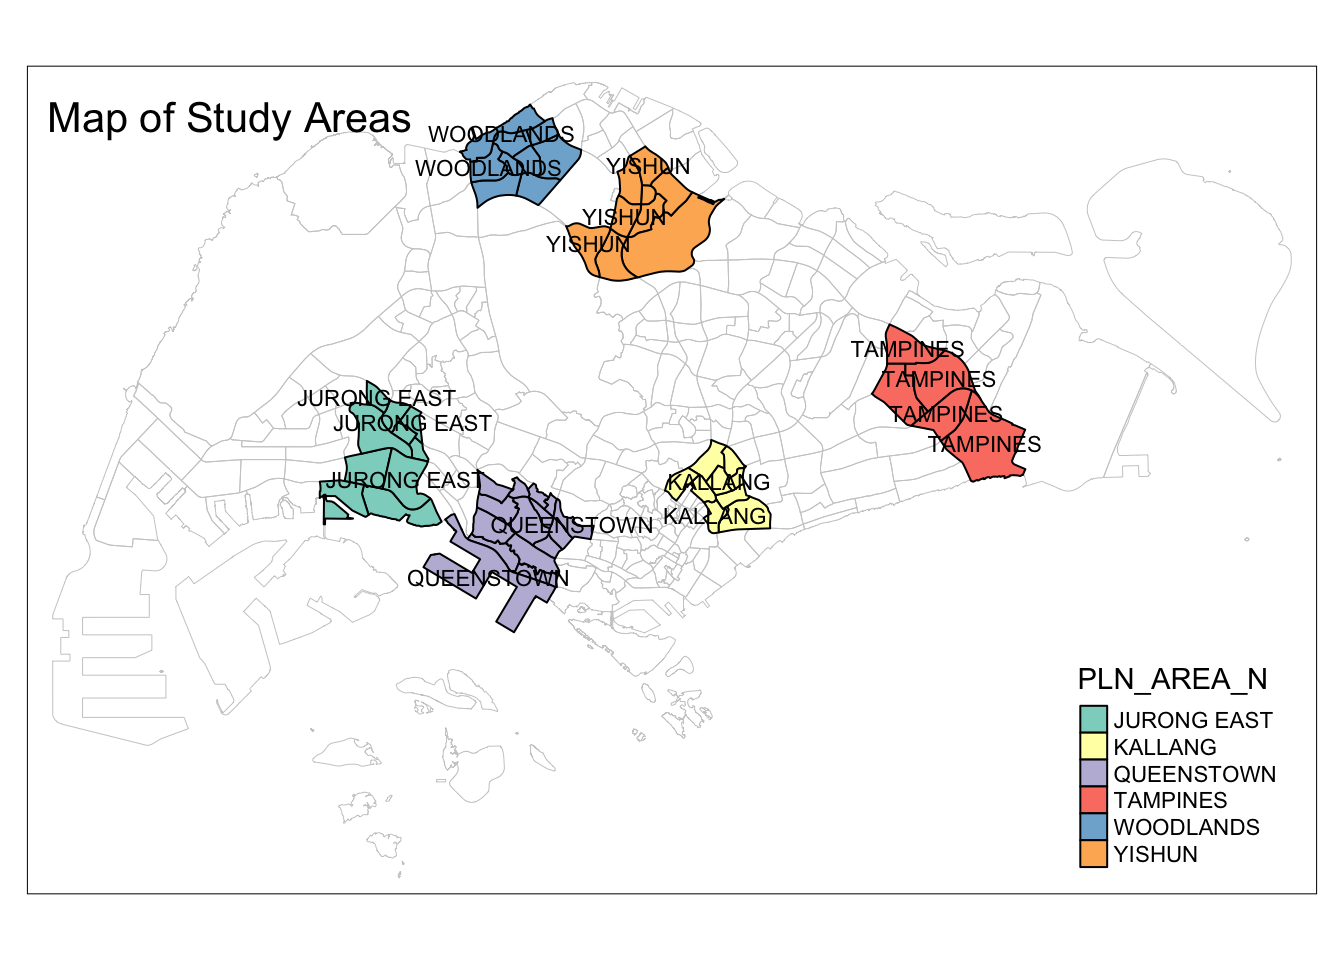 Map of Study Areas
WOODLANDS
WOODLANDS
YISHUN
YISHUN
YISHUN
TAMPINES
TAMPINES
TAMPINES
TAMPINES
JURONG EAST
JURONG EAST
JURONG EAST
KALLANG
KALLANG
QUEENSTOWN
QUEENSTOWN
PLN_AREA_N
JURONG EAST
KALLANG
QUEENSTOWN
TAMPINES
WOODLANDS
YISHUN